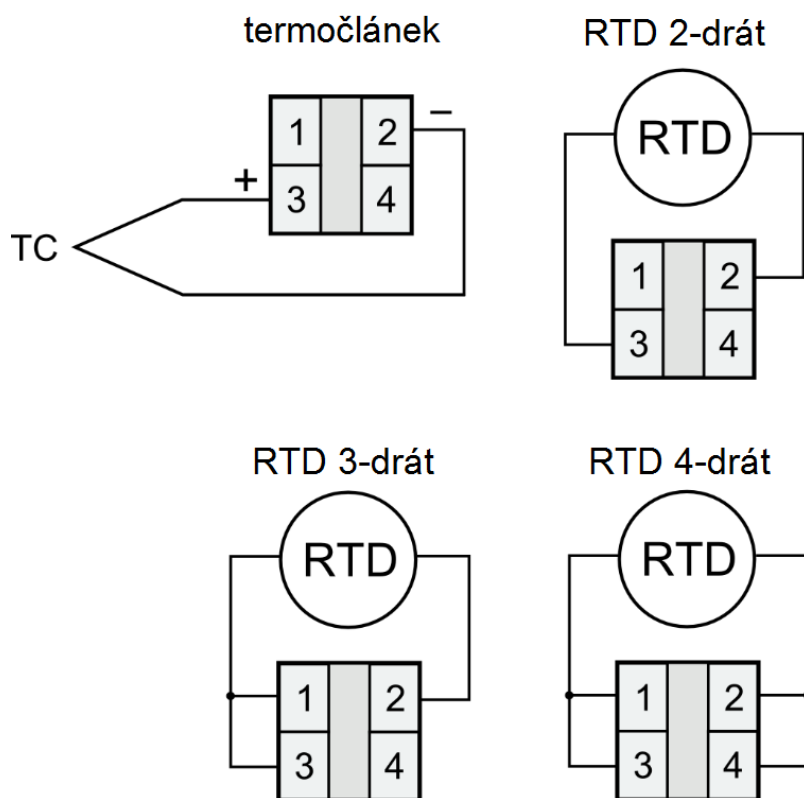 termočlánek
1 2
3 4
+
−
TC
RTD 2-drát
RTD
1 2
3 4
RTD 3-drát
RTD
1 2
3 4
RTD 4-drát
RTD
1 2
3 4